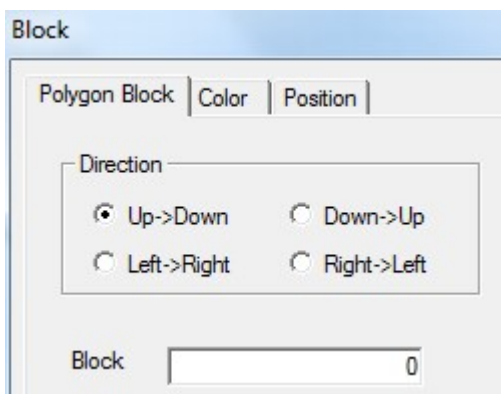 Block
Polygon Block Color Position
Direction
Up->Down Down->Up
Left->Right Right->Left
Block 0